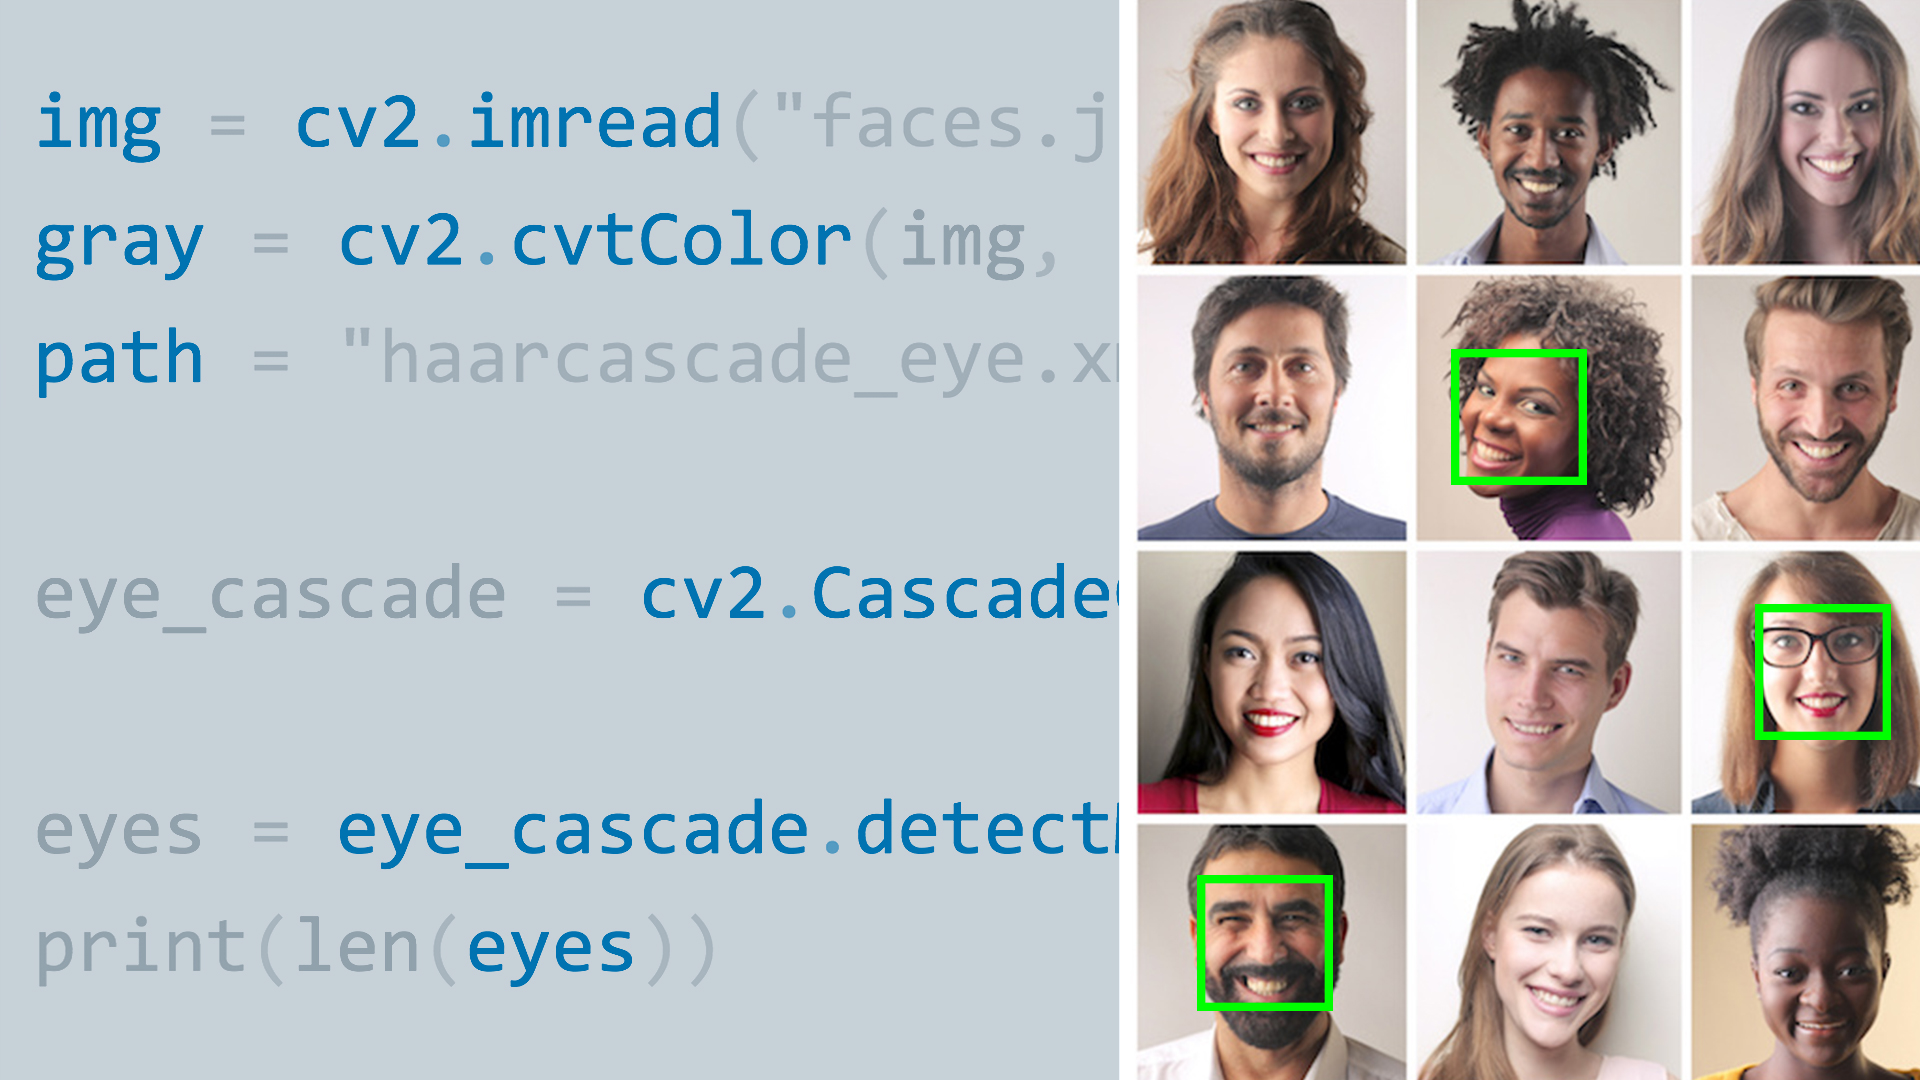 img = cv2.imread("faces.j
gray = cv2.cvtColor(img,
path = "haarcascade_eye.x
eye_cascade = cv2.Cascade
eyes = eye_cascade.detect
print(len(eyes))